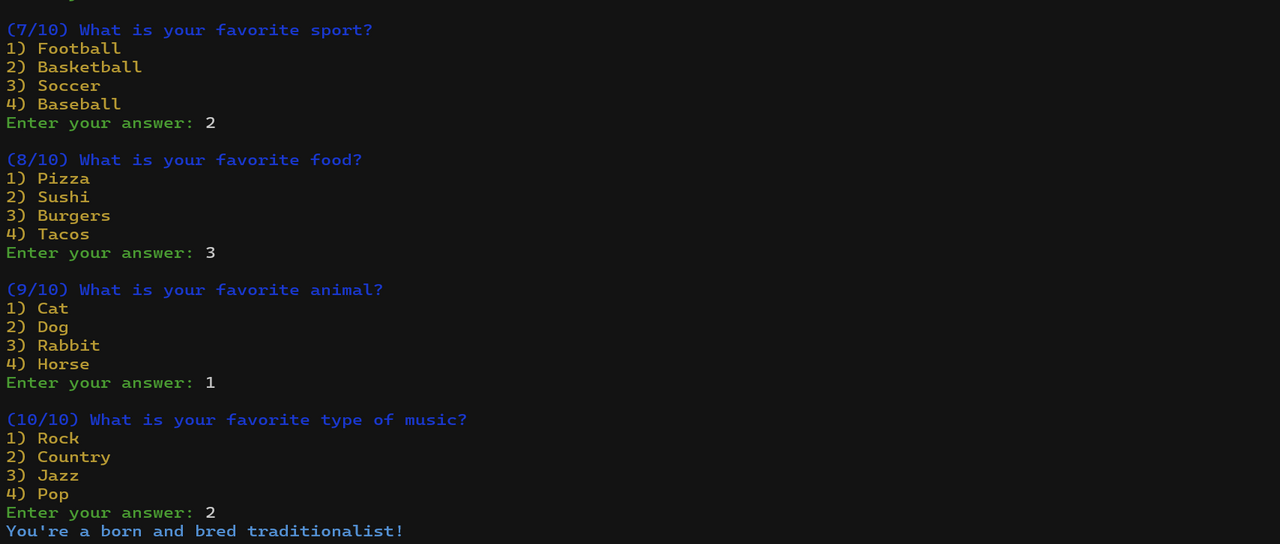 (7/10) What is your favorite sport?
1) Football
2) Basketball
3) Soccer
4) Baseball
Enter your answer: 2
(8/10) What is your favorite food?
1) Pizza
2) Sushi
3) Burgers
4) Tacos
Enter your answer: 3
(9/10) What is your favorite animal?
1) Cat
2) Dog
3) Rabbit
4) Horse
Enter your answer: 1
(10/10) What is your favorite type of music?
1) Rock
2) Country
3) Jazz
4) Pop
Enter your answer: 2
You're a born and bred traditionalist!